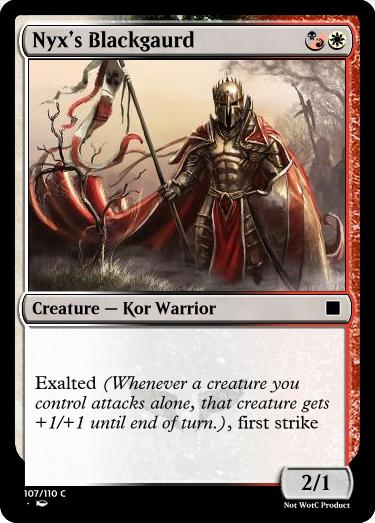 Nyx's Blackgaurd
Creature — Kor Warrior
Exalted (Whenever a creature you
control attacks alone, that creature gets
+1/+1 until end of turn.), first strike
2/1
107/110 C
Not WotC Product